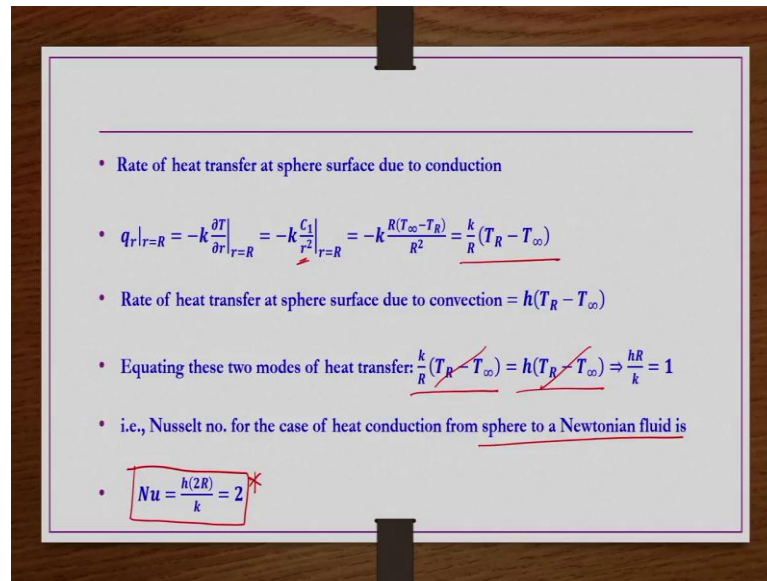 • Rate of heat transfer at sphere surface due to conduction
• q_r|_{r=R} = −k ∂T/∂r|_{r=R} = −k C_1/r^2|_{r=R} = −k R(T_∞−T_R)/R^2 = k/R (T_R − T_∞)
• Rate of heat transfer at sphere surface due to convection = h(T_R − T_∞)
• Equating these two modes of heat transfer: k/R (T_R − T_∞) = h(T_R − T_∞) ⇒ hR/k = 1
• i.e., Nusselt no. for the case of heat conduction from sphere to a Newtonian fluid is
• Nu = h(2R)/k = 2